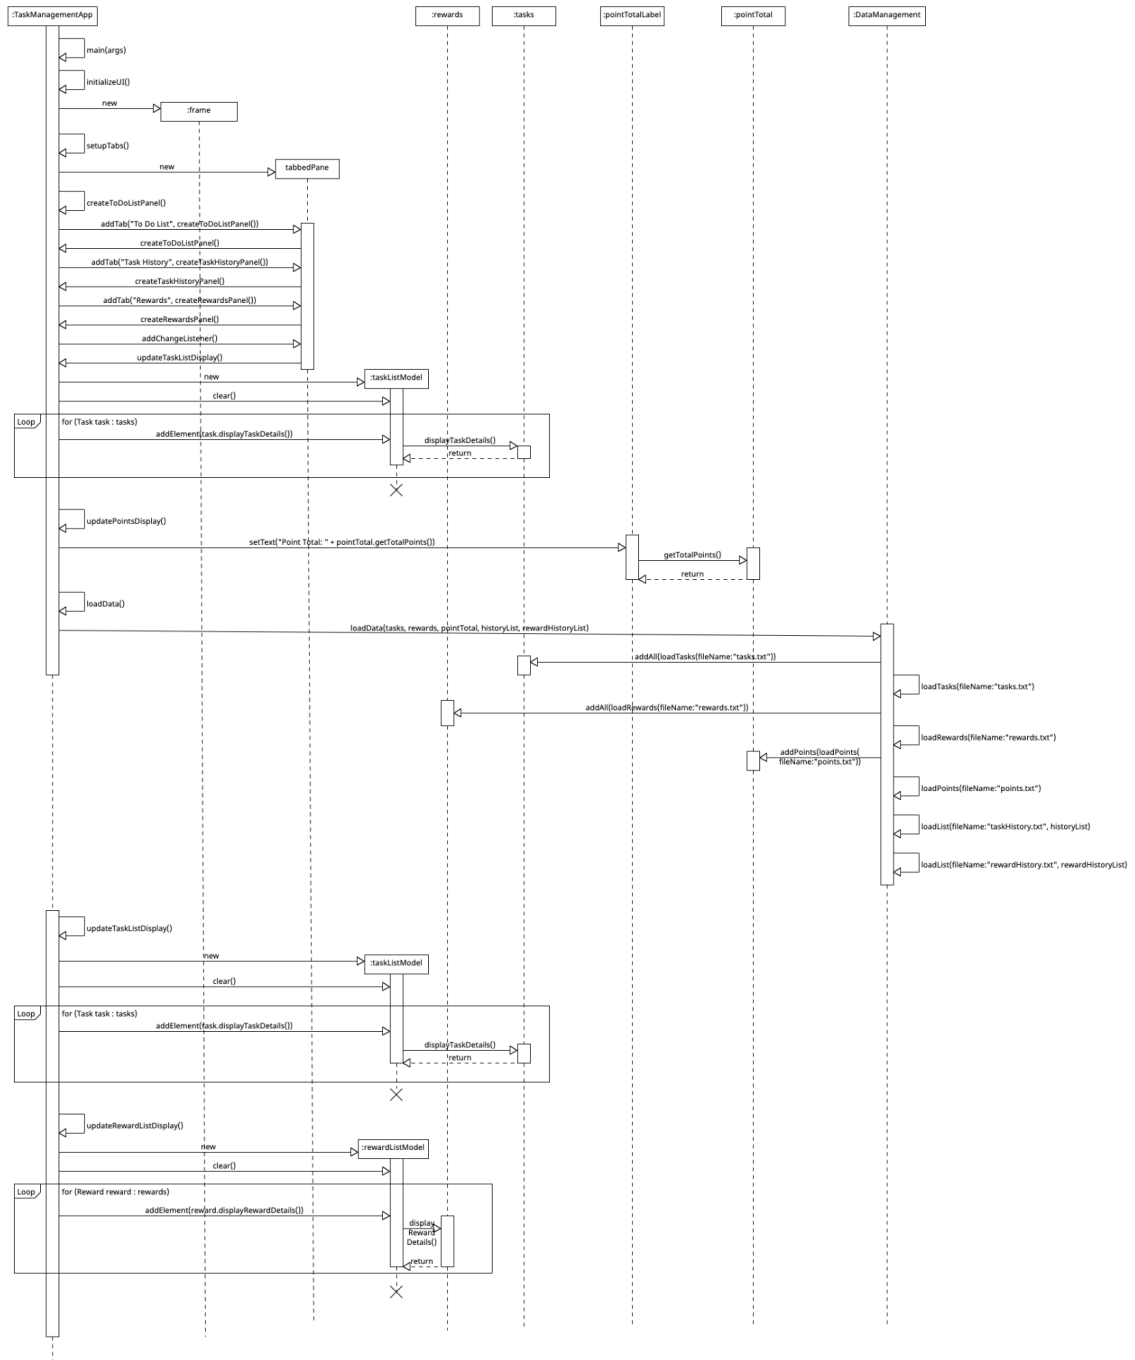 :TaskManagementApp
:rewards
:tasks
:pointTotalLabel
:pointTotal
:DataManagement
main(args)
initializeUI()
new
:frame
setupTabs()
new
tabbedPane
createToDoListPanel()
addTab("To Do List", createToDoListPanel())
createToDoListPanel()
addTab("Task History", createTaskHistoryPanel())
createTaskHistoryPanel()
addTab("Rewards", createRewardsPanel())
createRewardsPanel()
addChangeListener()
updateTaskListDisplay()
new
:taskListModel
clear()
Loop
for (Task task : tasks)
addElement(task.displayTaskDetails())
displayTaskDetails()
return
updatePointsDisplay()
setText("Point Total: " + pointTotal.getTotalPoints())
getTotalPoints()
return
loadData()
loadData(tasks, rewards, pointTotal, historyList, rewardHistoryList)
addAll(loadTasks(fileName:"tasks.txt"))
loadTasks(fileName:"tasks.txt")
addAll(loadRewards(fileName:"rewards.txt"))
loadRewards(fileName:"rewards.txt")
addPoints(loadPoints(
fileName:"points.txt"))
loadPoints(fileName:"points.txt")
loadList(fileName:"taskHistory.txt", historyList)
loadList(fileName:"rewardHistory.txt", rewardHistoryList)
updateTaskListDisplay()
new
:taskListModel
clear()
Loop
for (Task task : tasks)
addElement(task.displayTaskDetails())
displayTaskDetails()
return
updateRewardListDisplay()
new
:rewardListModel
clear()
Loop
for (Reward reward : rewards)
addElement(reward.displayRewardDetails())
display
Reward
Details()
return